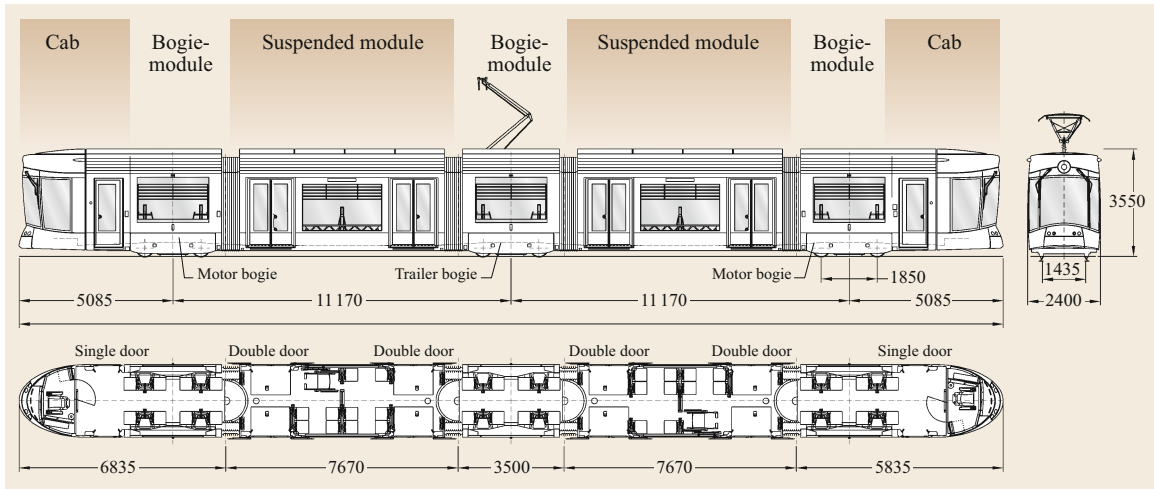 Cab
Bogie-
module
Suspended module
Bogie-
module
Suspended module
Bogie-
module
Cab
3550
Motor bogie
Trailer bogie
Motor bogie
1850
1435
5085
11 170
11 170
5085
2400
Single door
Double door
Double door
Double door
Double door
Single door
6835
7670
3500
7670
5835